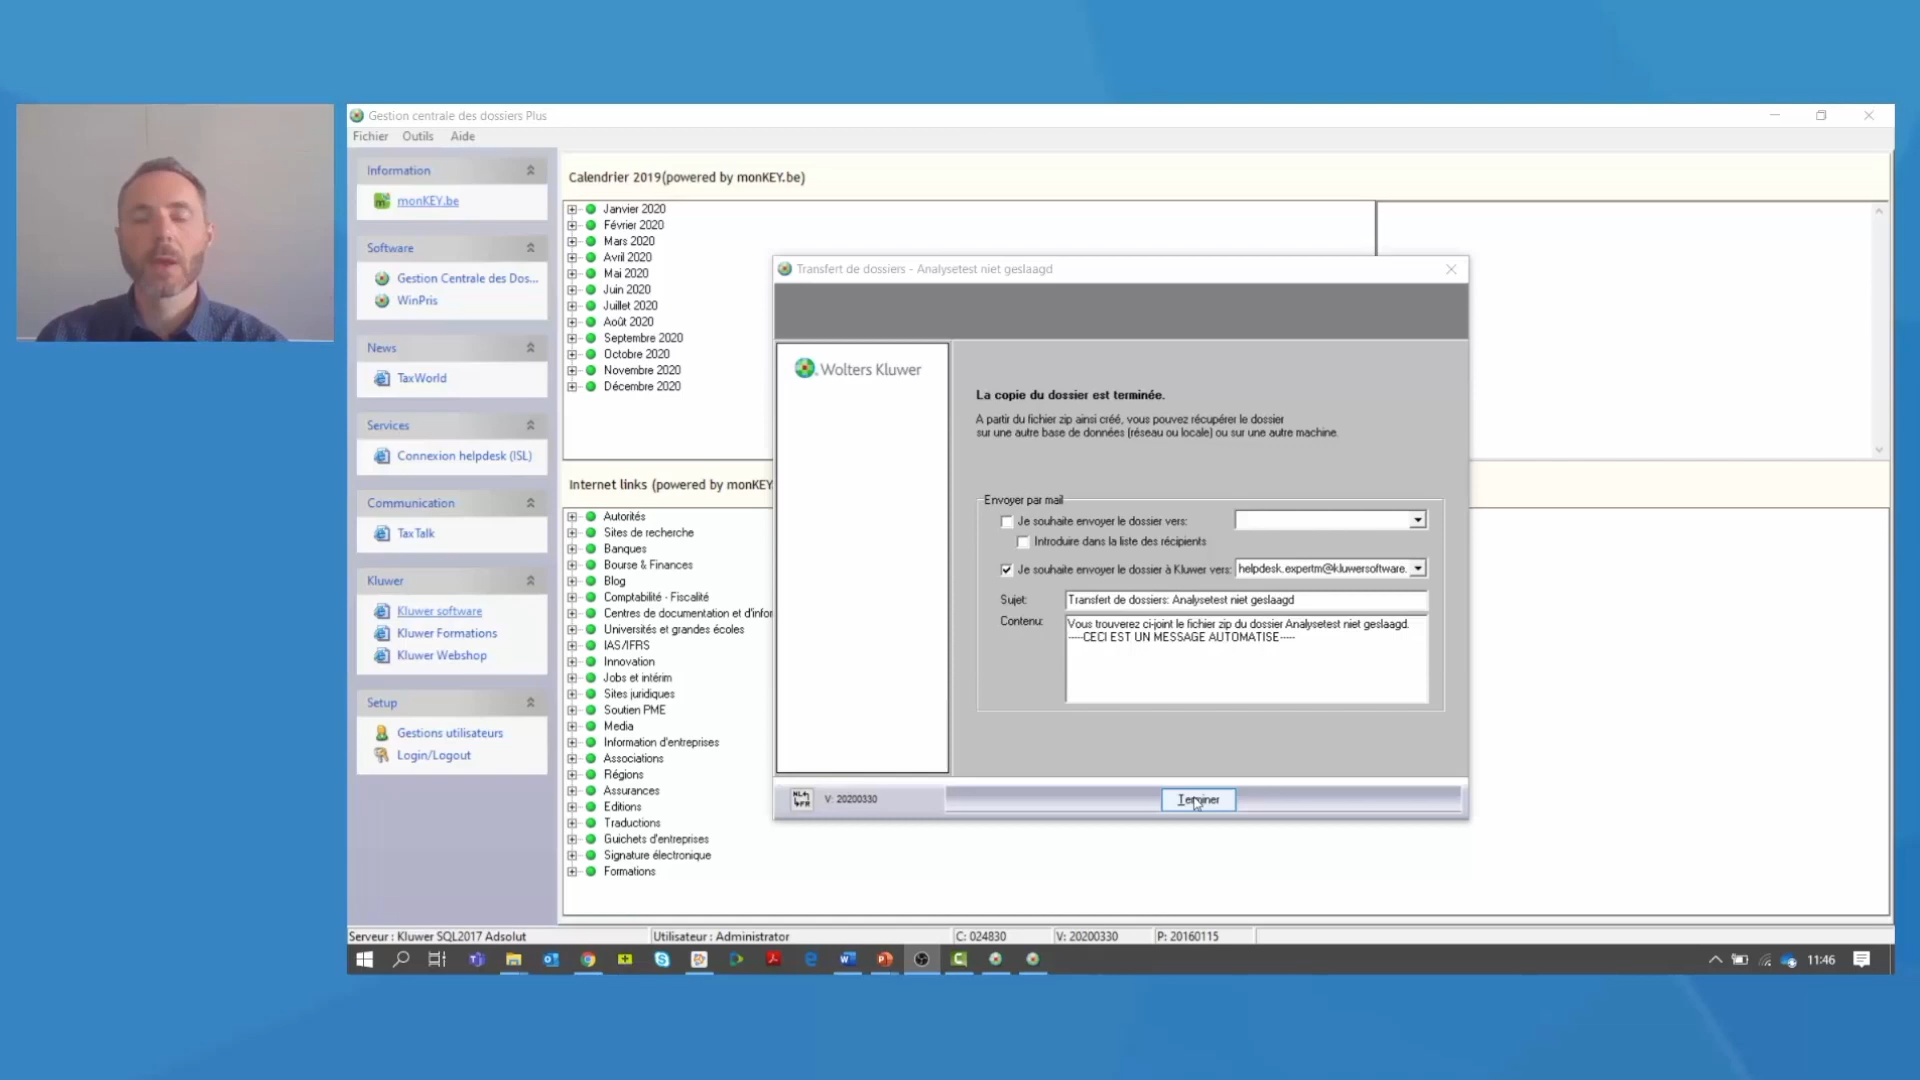 Gestion centrale des dossiers Plus
Fichier Outils Aide
Information
monKEY.be
Software
Gestion Centrale des Dos...
WinPris
News
TaxWorld
Services
Connexion helpdesk (ISL)
Communication
TaxTalk
Kluwer
Kluwer software
Kluwer Formations
Kluwer Webshop
Setup
Gestions utilisateurs
Login/Logout
Calendrier 2019(powered by monKEY.be)
Janvier 2020
Février 2020
Mars 2020
Avril 2020
Mai 2020
Juin 2020
Juillet 2020
Août 2020
Septembre 2020
Octobre 2020
Novembre 2020
Décembre 2020
Internet links (powered by monKEY
Autorités
Sites de recherche
Banques
Bourse & Finances
Blog
Comptabilité - Fiscalité
Centres de documentation et d'infor
Universités et grandes écoles
IAS/IFRS
Innovation
Jobs et intérim
Sites juridiques
Soutien PME
Media
Information d'entreprises
Associations
Régions
Assurances
Editions
Traductions
Guichets d'entreprises
Signature électronique
Formations
Transfert de dossiers - Analysetest niet geslaagd
Wolters Kluwer
La copie du dossier est terminée.
A partir du fichier zip ainsi créé, vous pouvez récupérer le dossier
sur une autre base de données (réseau ou locale) ou sur une autre machine.
Envoyer par mail
Je souhaite envoyer le dossier vers:
Introduire dans la liste des récipients
Je souhaite envoyer le dossier à Kluwer vers: helpdesk.expertm@kluwersoftware.
Sujet: Transfert de dossiers: Analysetest niet geslaagd
Contenu: Vous trouverez ci-joint le fichier zip du dossier Analysetest niet geslaagd.
-----CECI EST UN MESSAGE AUTOMATISE-----
NL FR V: 20200330
Terminer
Serveur : Kluwer SQL2017 Adsolut Utilisateur : Administrator C: 024830 V: 20200330 P: 20160115
11:46